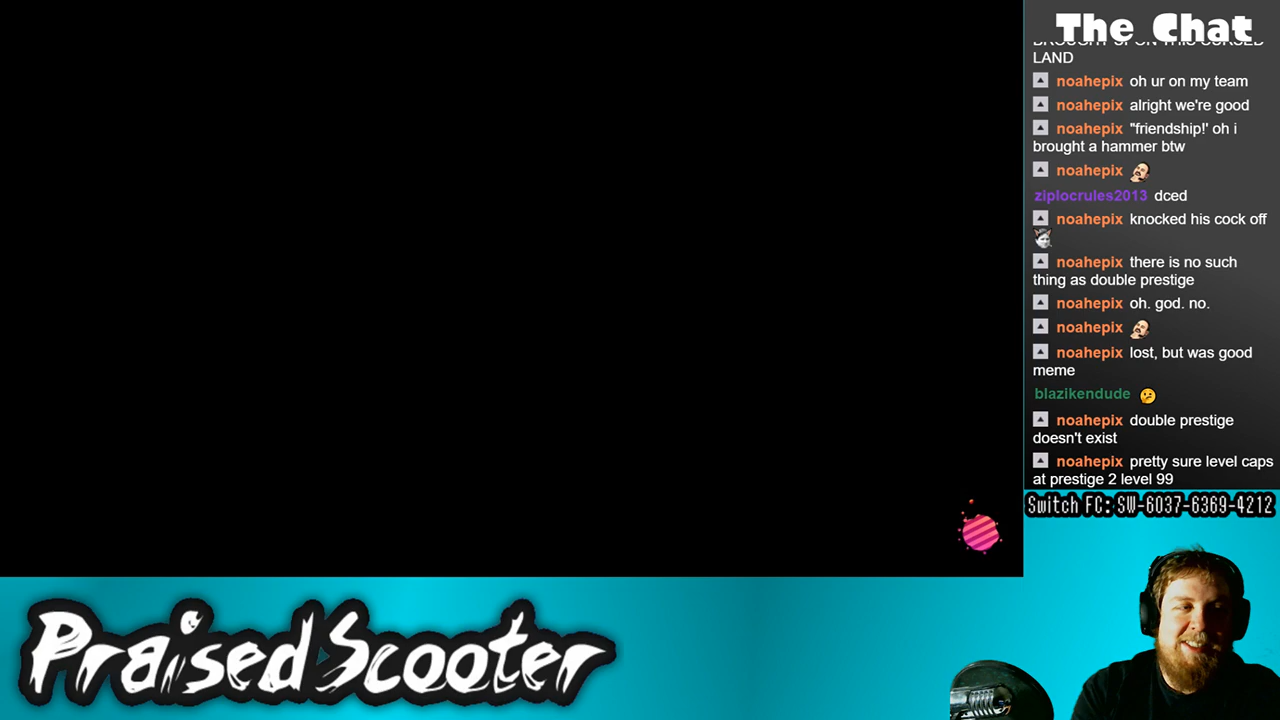 The Chat
LAND
noahepix oh ur on my team
noahepix alright we're good
noahepix "friendship!' oh i
brought a hammer btw
noahepix
ziplocrules2013 dced
noahepix knocked his cock off
noahepix there is no such
thing as double prestige
noahepix oh. god. no.
noahepix
noahepix lost, but was good
meme
blazikendude
noahepix double prestige
doesn't exist
noahepix pretty sure level caps
at prestige 2 level 99
Switch FC: SW-6037-6369-4212
PraisedScooter